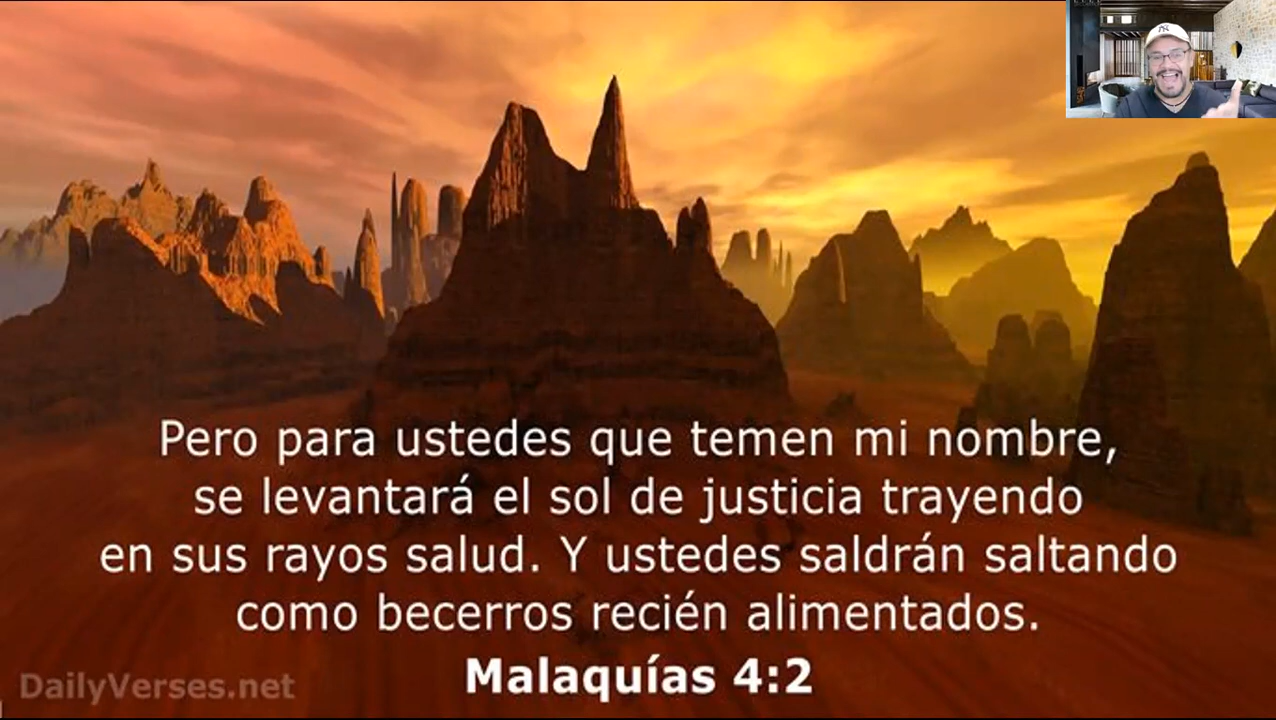 Pero para ustedes que temen mi nombre,
se levantará el sol de justicia trayendo
en sus rayos salud. Y ustedes saldrán saltando
como becerros recién alimentados.
Malaquías 4:2
DailyVerses.net